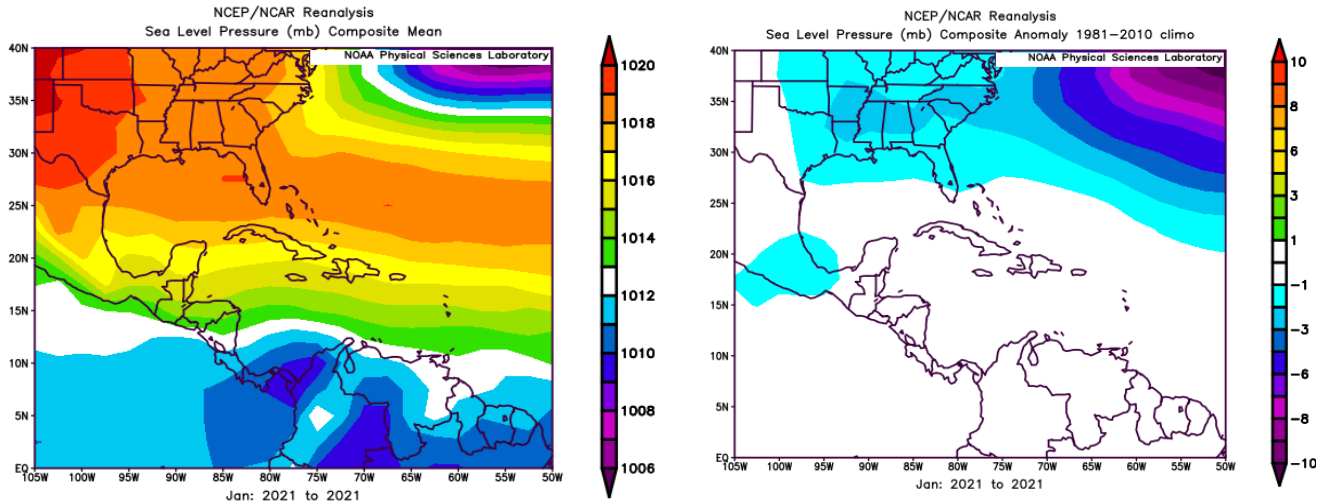 NCEP/NCAR Reanalysis
Sea Level Pressure (mb) Composite Mean
NOAA Physical Sciences Laboratory
40N
35N
30N
25N
20N
15N
10N
5N
EQ
105W 100W 95W 90W 85W 80W 75W 70W 65W 60W 55W 50W
Jan: 2021 to 2021
1020
1018
1016
1014
1012
1010
1008
1006
NCEP/NCAR Reanalysis
Sea Level Pressure (mb) Composite Anomaly 1981–2010 climo
NOAA Physical Sciences Laboratory
40N
35N
30N
25N
20N
15N
10N
5N
EQ
105W 100W 95W 90W 85W 80W 75W 70W 65W 60W 55W 50W
Jan: 2021 to 2021
10
8
6
3
1
−1
−3
−6
−8
−10